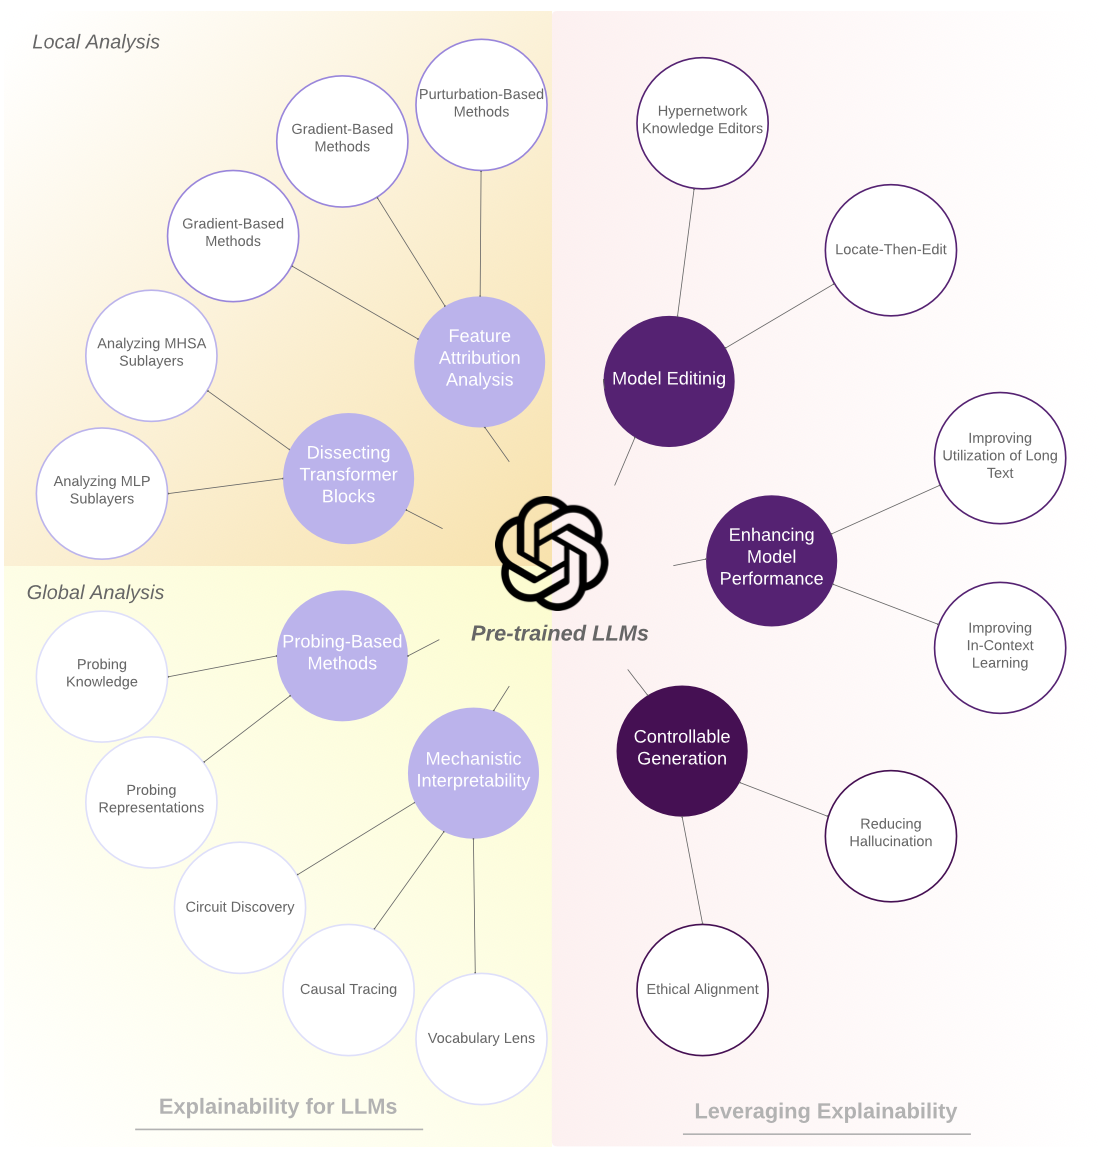 Local Analysis
Purturbation-Based
Methods
Gradient-Based
Methods
Gradient-Based
Methods
Analyzing MHSA
Sublayers
Analyzing MLP
Sublayers
Feature
Attribution
Analysis
Dissecting
Transformer
Blocks
Global Analysis
Probing-Based
Methods
Probing
Knowledge
Probing
Representations
Mechanistic
Interpretability
Circuit Discovery
Causal Tracing
Vocabulary Lens
Explainability for LLMs
Pre-trained LLMs
Hypernetwork
Knowledge Editors
Locate-Then-Edit
Model Editinig
Improving
Utilization of Long
Text
Enhancing
Model
Performance
Improving
In-Context
Learning
Controllable
Generation
Reducing
Hallucination
Ethical Alignment
Leveraging Explainability